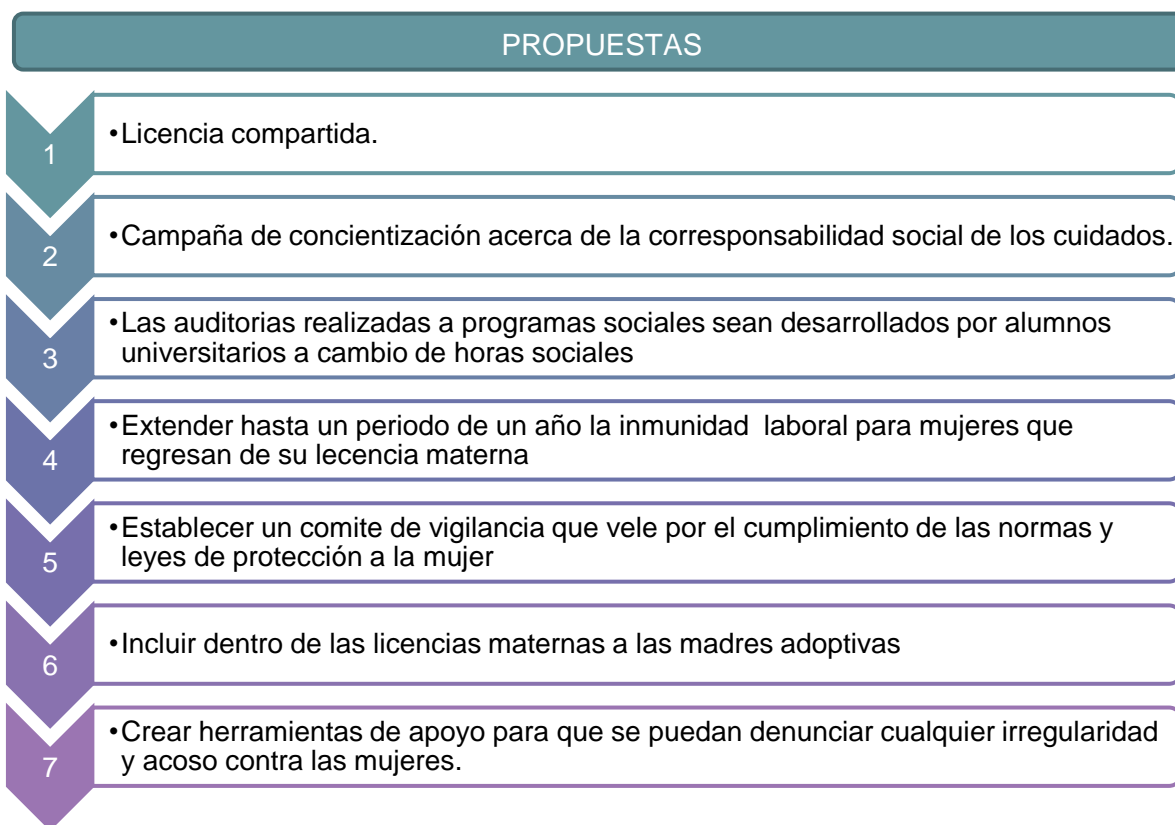 PROPUESTAS
1
•Licencia compartida.
2
•Campaña de concientización acerca de la corresponsabilidad social de los cuidados.
3
•Las auditorias realizadas a programas sociales sean desarrollados por alumnos
universitarios a cambio de horas sociales
4
•Extender hasta un periodo de un año la inmunidad  laboral para mujeres que
regresan de su lecencia materna
5
•Establecer un comite de vigilancia que vele por el cumplimiento de las normas y
leyes de protección a la mujer
6
•Incluir dentro de las licencias maternas a las madres adoptivas
7
•Crear herramientas de apoyo para que se puedan denunciar cualquier irregularidad
y acoso contra las mujeres.